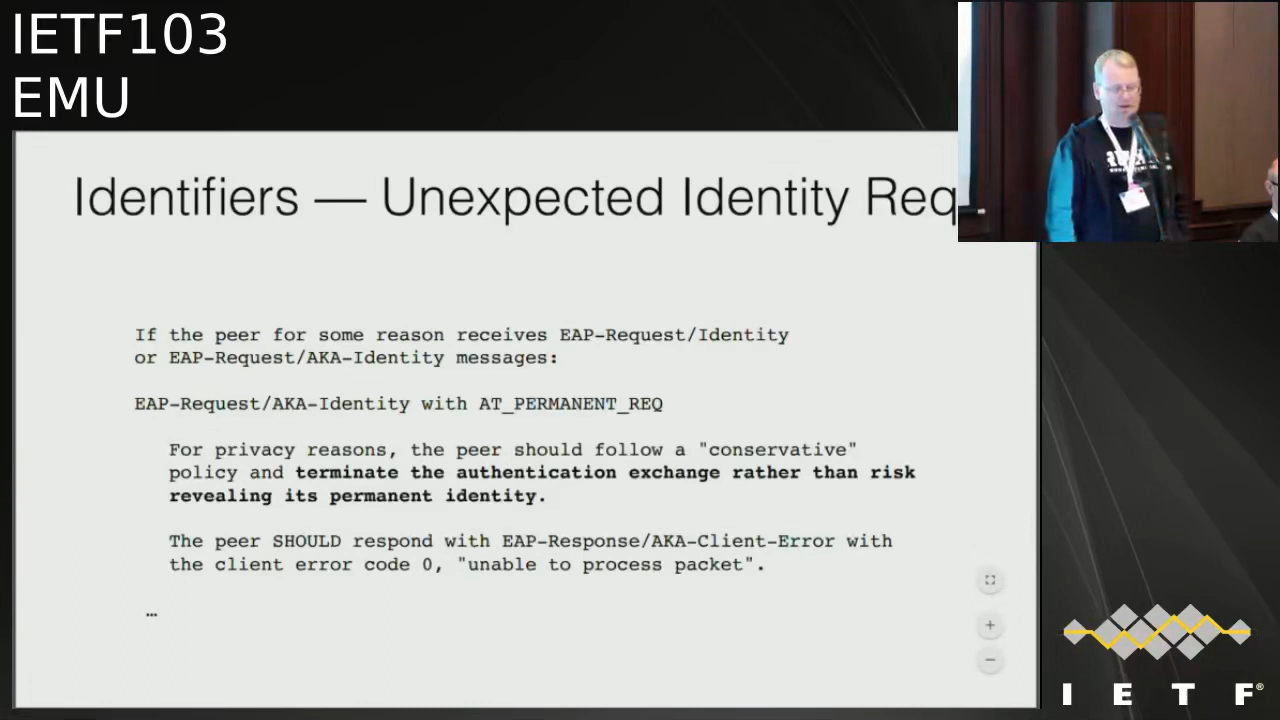 IETF103
EMU
Identifiers — Unexpected Identity Req
If the peer for some reason receives EAP-Request/Identity
or EAP-Request/AKA-Identity messages:
EAP-Request/AKA-Identity with AT_PERMANENT_REQ
For privacy reasons, the peer should follow a "conservative"
policy and terminate the authentication exchange rather than risk
revealing its permanent identity.
The peer SHOULD respond with EAP-Response/AKA-Client-Error with
the client error code 0, "unable to process packet".
…
I E T F®